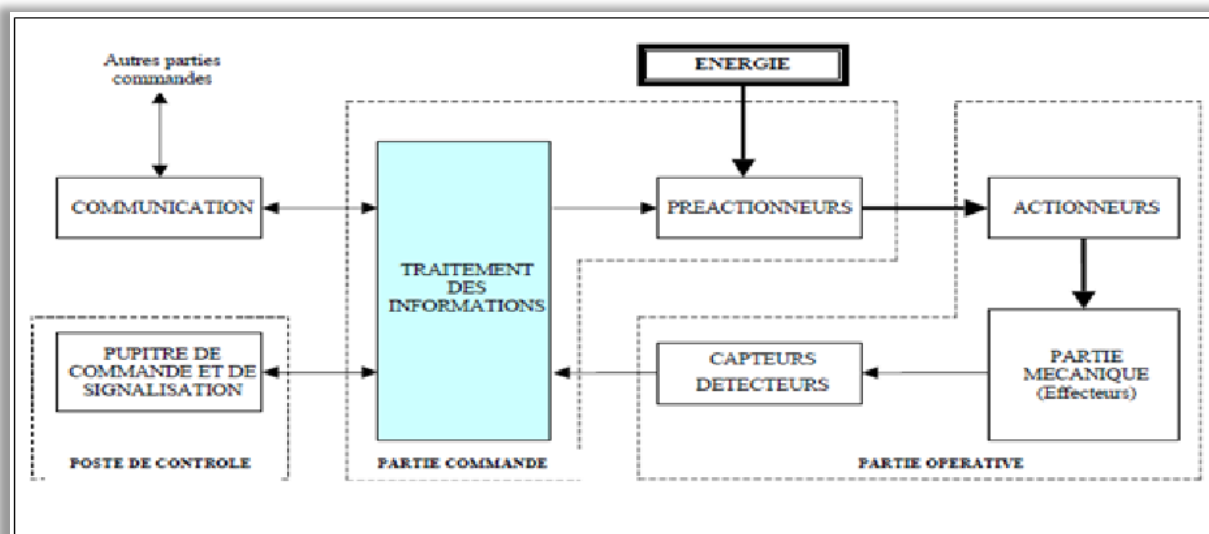 Autres parties
commandes
ENERGIE
COMMUNICATION
PREACTIONNEURS
ACTIONNEURS
TRAITEMENT
DES
INFORMATIONS
PUPITRE DE
COMMANDE ET DE
SIGNALISATION
CAPTEURS
DETECTEURS
PARTIE
MECANIQUE
(Effecteurs)
POSTE DE CONTROLE
PARTIE COMMANDE
PARTIE OPERATIVE